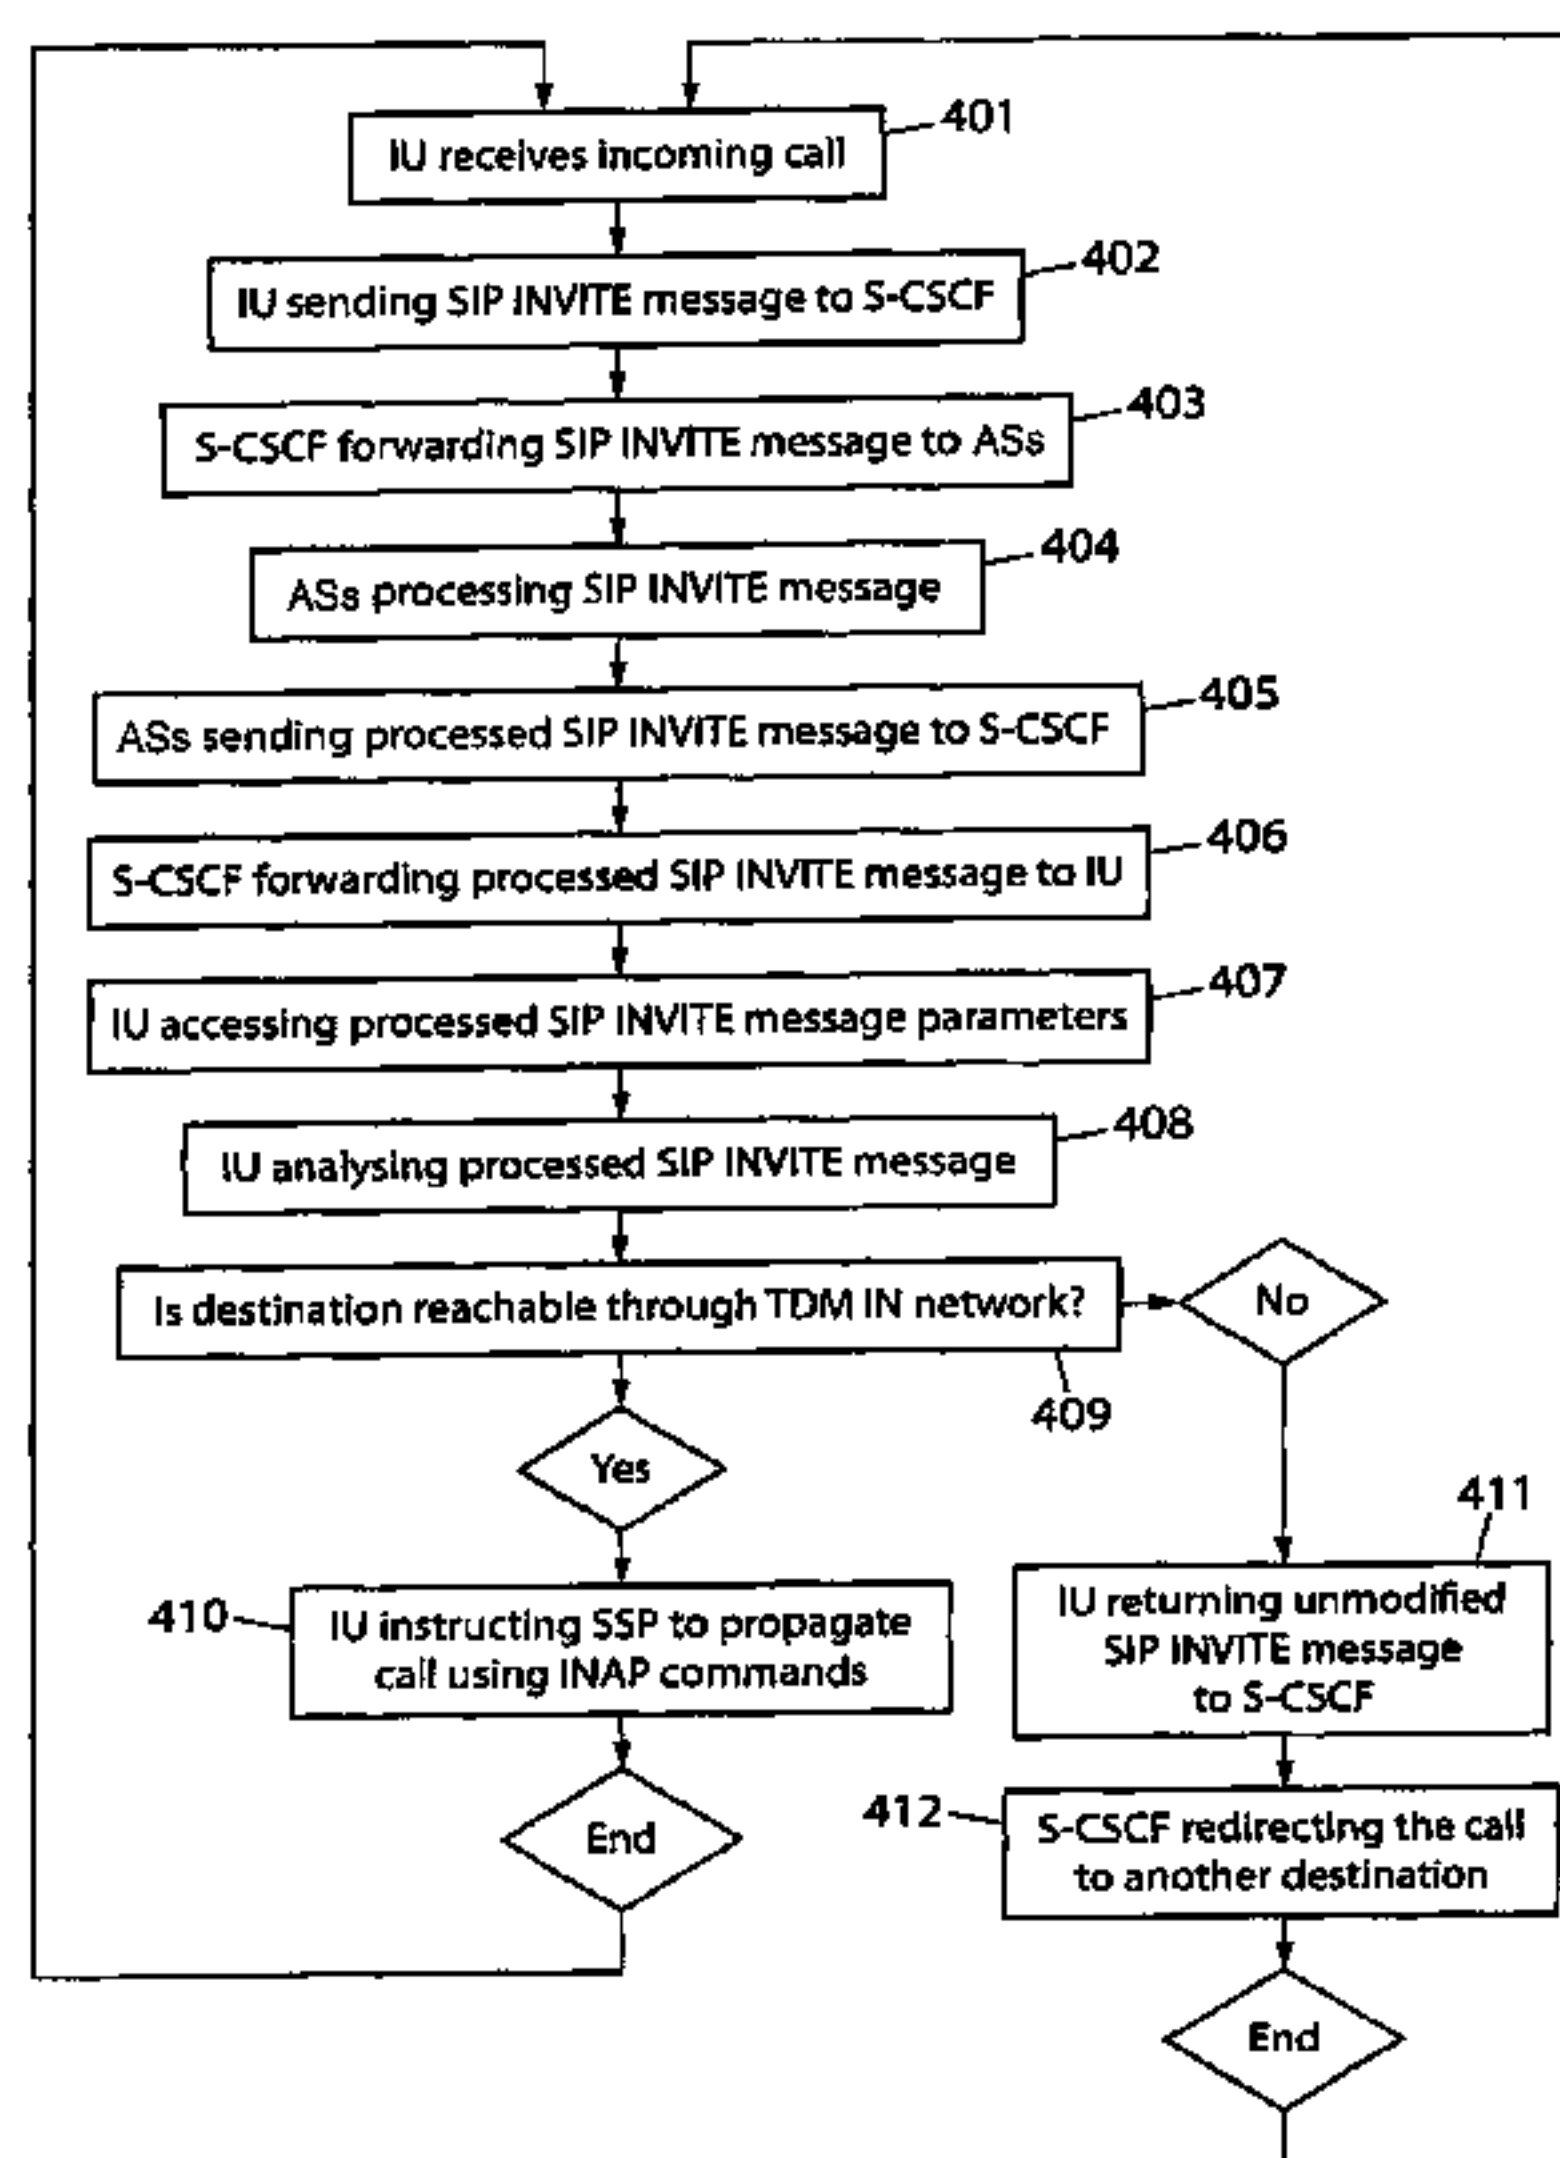 IU receives incoming call
401
IU sending SIP INVITE message to S-CSCF
402
S-CSCF forwarding SIP INVITE message to ASs
403
ASs processing SIP INVITE message
404
ASs sending processed SIP INVITE message to S-CSCF
405
S-CSCF forwarding processed SIP INVITE message to IU
406
IU accessing processed SIP INVITE message parameters
407
IU analysing processed SIP INVITE message
408
Is destination reachable through TDM IN network?
409
No
Yes
410
IU instructing SSP to propagate
call using INAP commands
End
411
IU returning unmodified
SIP INVITE message
to S-CSCF
412
S-CSCF redirecting the call
to another destination
End